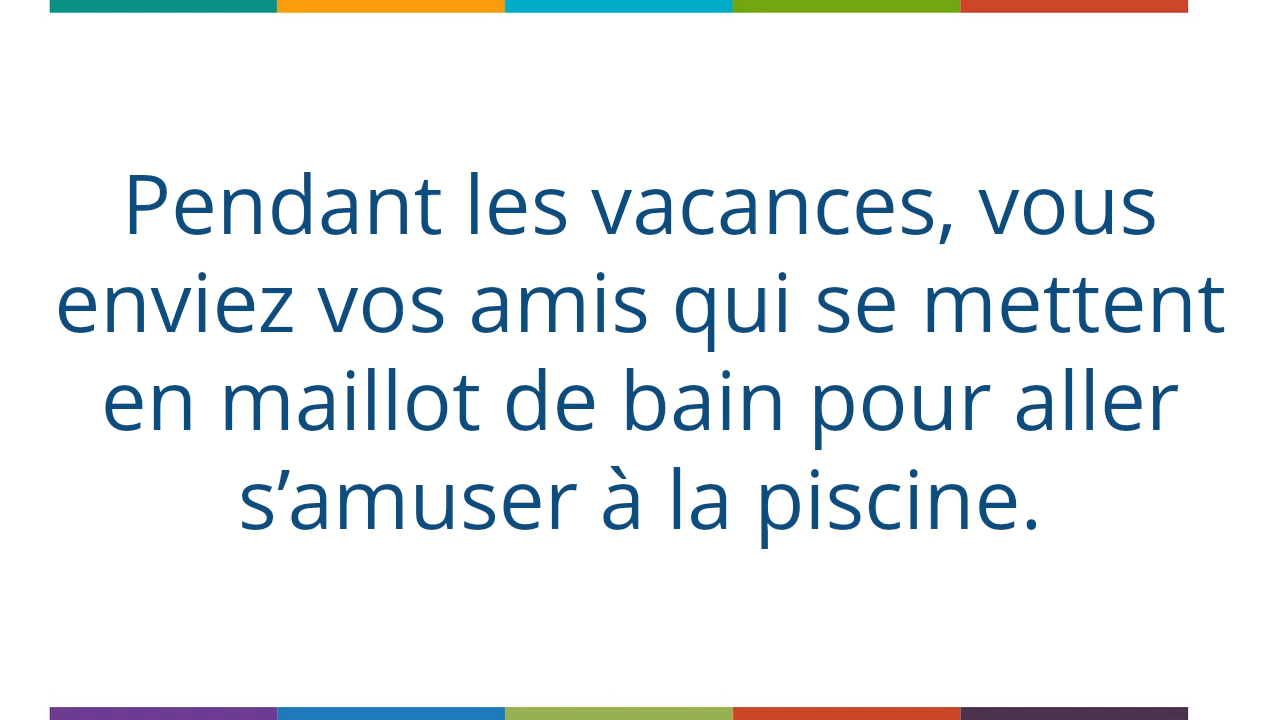 Pendant les vacances, vous
enviez vos amis qui se mettent
en maillot de bain pour aller
s’amuser à la piscine.